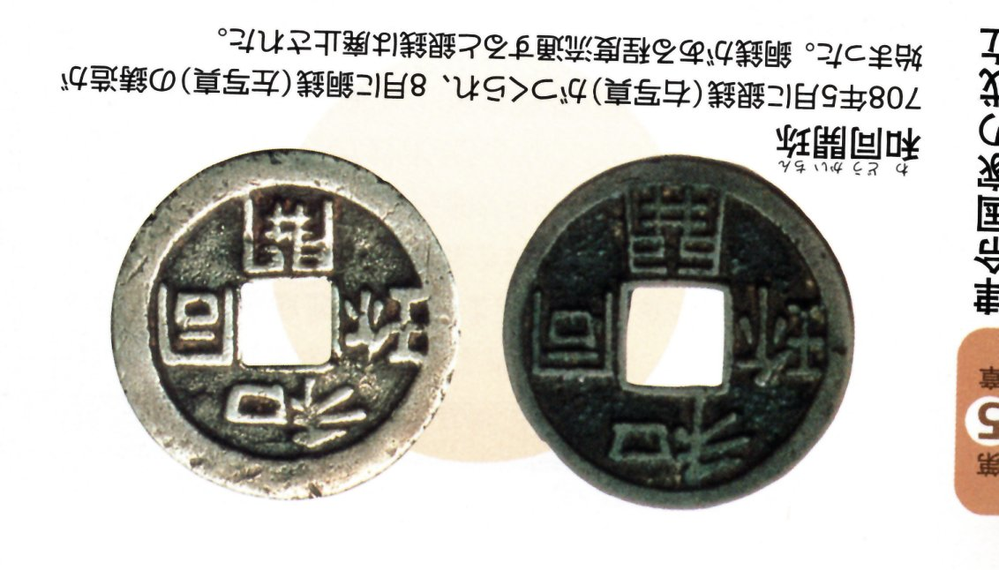 第5章
律令国家の成
和同開珎
和同開珎
わどうかいちん
和同開珎
708年5月に銀銭(右写真)がつくられ、8月に銅銭(左写真)の鋳造が
始まった。銅銭がある程度流通すると銀銭は廃止された。